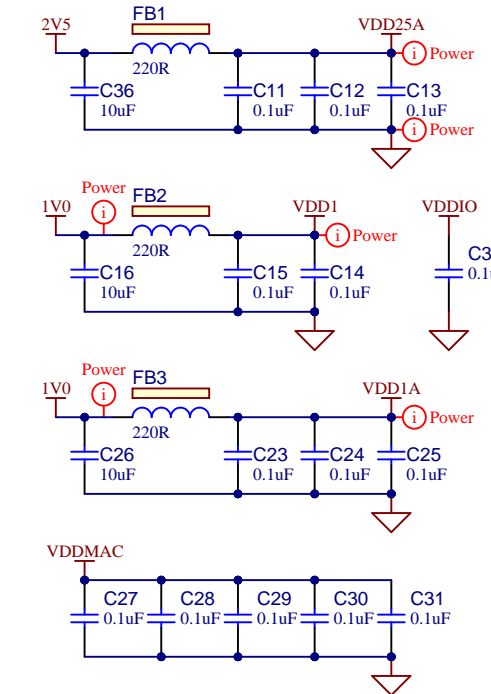 FB1
2V5
VDD25A
i Power
220R
C36
10uF
C11
0.1uF
C12
0.1uF
C13
0.1uF
i Power
Power
i
1V0
FB2
VDD1
VDDIO
i Power
220R
C16
10uF
C15
0.1uF
C14
0.1uF
Power
i
1V0
FB3
VDD1A
i Power
220R
C26
10uF
C23
0.1uF
C24
0.1uF
C25
0.1uF
VDDMAC
C27
0.1uF
C28
0.1uF
C29
0.1uF
C30
0.1uF
C31
0.1uF